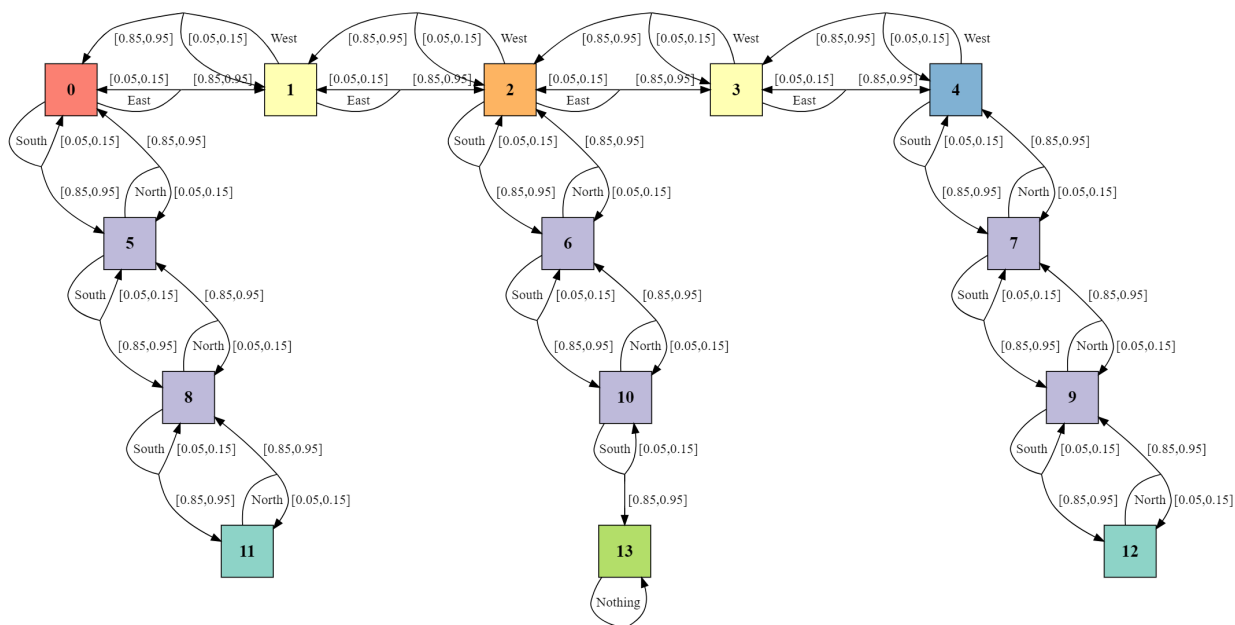 [0.85,0.95] [0.05,0.15] West [0.85,0.95] [0.05,0.15] West [0.85,0.95] [0.05,0.15] West [0.85,0.95] [0.05,0.15] West
[0.05,0.15] [0.85,0.95] [0.05,0.15] [0.85,0.95] [0.05,0.15] [0.85,0.95] [0.05,0.15] [0.85,0.95]
0 1 2 3 4
East East East East
South [0.05,0.15] [0.85,0.95] South [0.05,0.15] [0.85,0.95] South [0.05,0.15] [0.85,0.95]
[0.85,0.95] North [0.05,0.15] [0.85,0.95] North [0.05,0.15] [0.85,0.95] North [0.05,0.15]
5 6 7
South [0.05,0.15] [0.85,0.95] South [0.05,0.15] [0.85,0.95] South [0.05,0.15] [0.85,0.95]
[0.85,0.95] North [0.05,0.15] [0.85,0.95] North [0.05,0.15] [0.85,0.95] North [0.05,0.15]
8 10 9
South [0.05,0.15] [0.85,0.95] South [0.05,0.15] South [0.05,0.15] [0.85,0.95]
[0.85,0.95] North [0.05,0.15] [0.85,0.95] [0.85,0.95] North [0.05,0.15]
11 13 12
Nothing